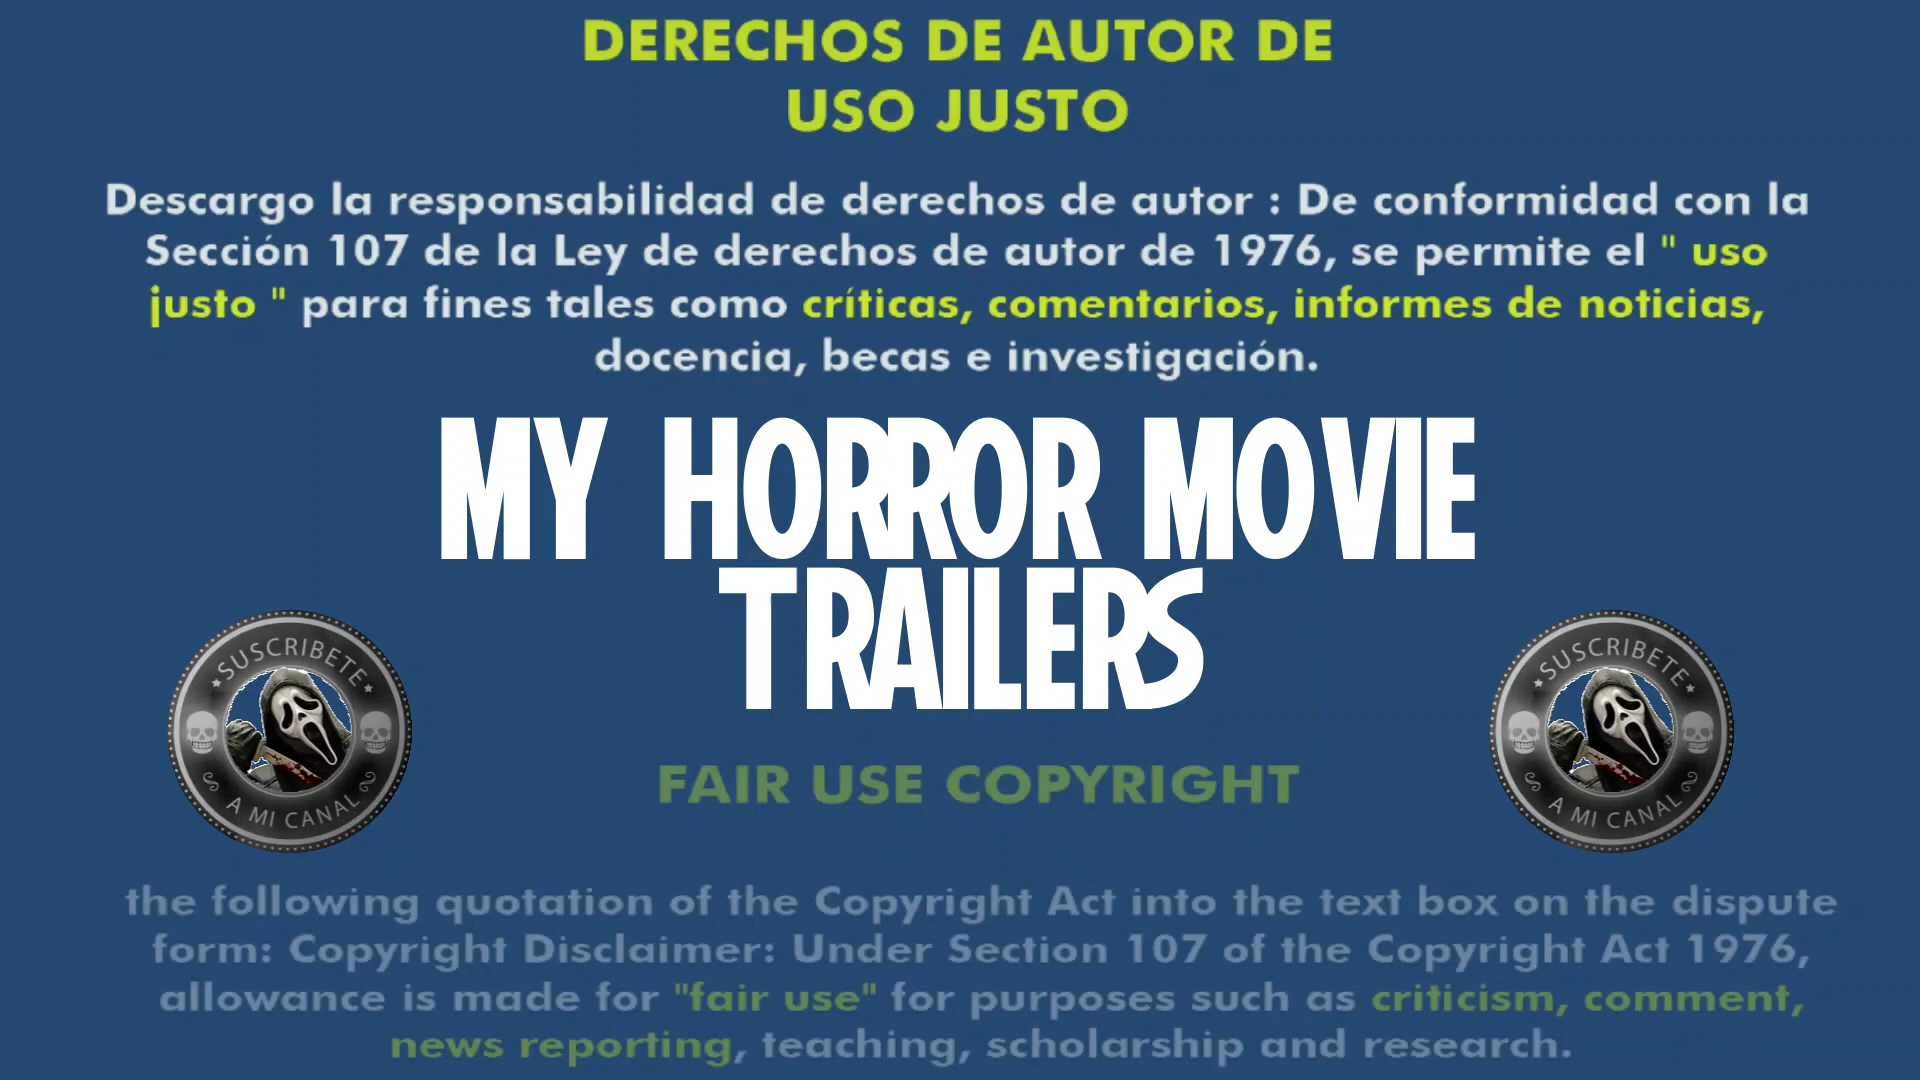 DERECHOS DE AUTOR DE
USO JUSTO
Descargo la responsabilidad de derechos de autor : De conformidad con la
Sección 107 de la Ley de derechos de autor de 1976, se permite el " uso
justo " para fines tales como críticas, comentarios, informes de noticias,
docencia, becas e investigación.
MY HORROR MOVIE
TRAILERS
SUSCRIBETE
A MI CANAL
SUSCRIBETE
A MI CANAL
FAIR USE COPYRIGHT
the following quotation of the Copyright Act into the text box on the dispute
form: Copyright Disclaimer: Under Section 107 of the Copyright Act 1976,
allowance is made for "fair use" for purposes such as criticism, comment,
news reporting, teaching, scholarship and research.